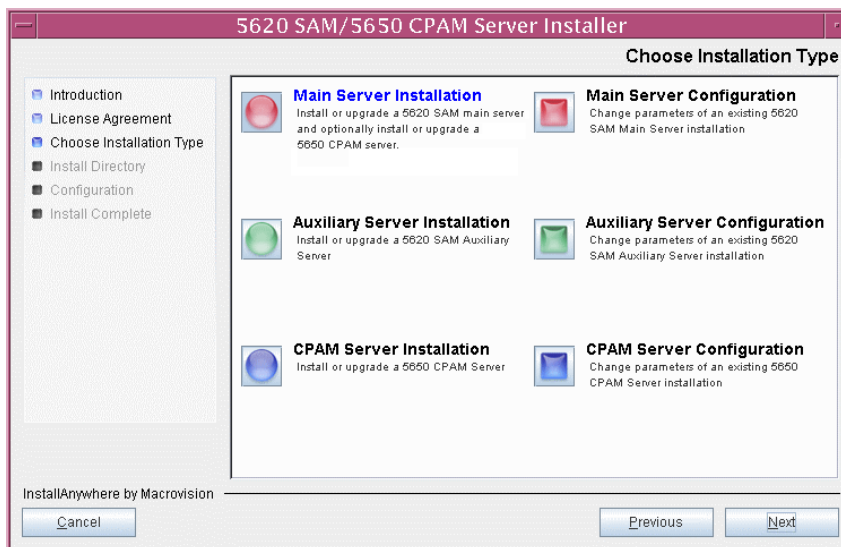 5620 SAM/5650 CPAM Server Installer
Choose Installation Type
Introduction
License Agreement
Choose Installation Type
Install Directory
Configuration
Install Complete
Main Server Installation
Install or upgrade a 5620 SAM main server
and optionally install or upgrade a
5650 CPAM server.
Main Server Configuration
Change parameters of an existing 5620
SAM Main Server installation
Auxiliary Server Installation
Install or upgrade a 5620 SAM Auxiliary
Server
Auxiliary Server Configuration
Change parameters of an existing 5620
SAM Auxiliary Server installation
CPAM Server Installation
Install or upgrade a 5650 CPAM Server
CPAM Server Configuration
Change parameters of an existing 5650
CPAM Server installation
InstallAnywhere by Macrovision
Cancel
Previous
Next